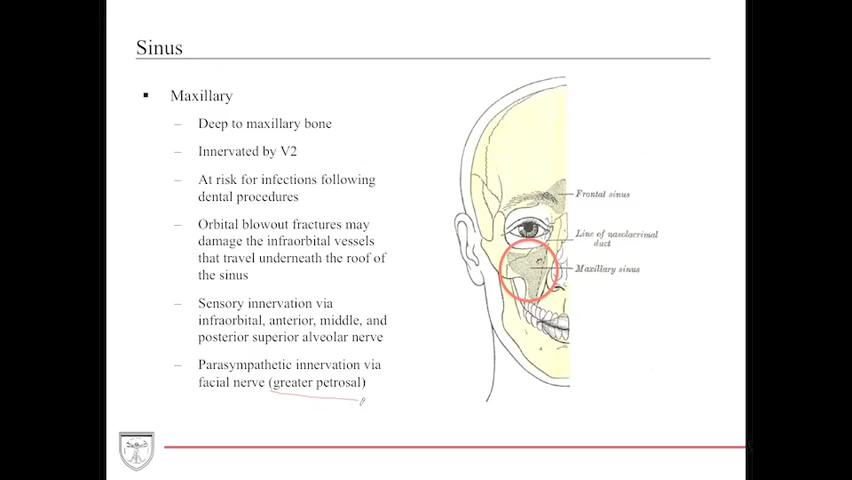 Sinus
▪ Maxillary
– Deep to maxillary bone
– Innervated by V2
– At risk for infections following
dental procedures
– Orbital blowout fractures may
damage the infraorbital vessels
that travel underneath the roof of
the sinus
– Sensory innervation via
infraorbital, anterior, middle, and
posterior superior alveolar nerve
– Parasympathetic innervation via
facial nerve (greater petrosal)
Frontal sinus
Line of nasolacrimal
duct
Maxillary sinus